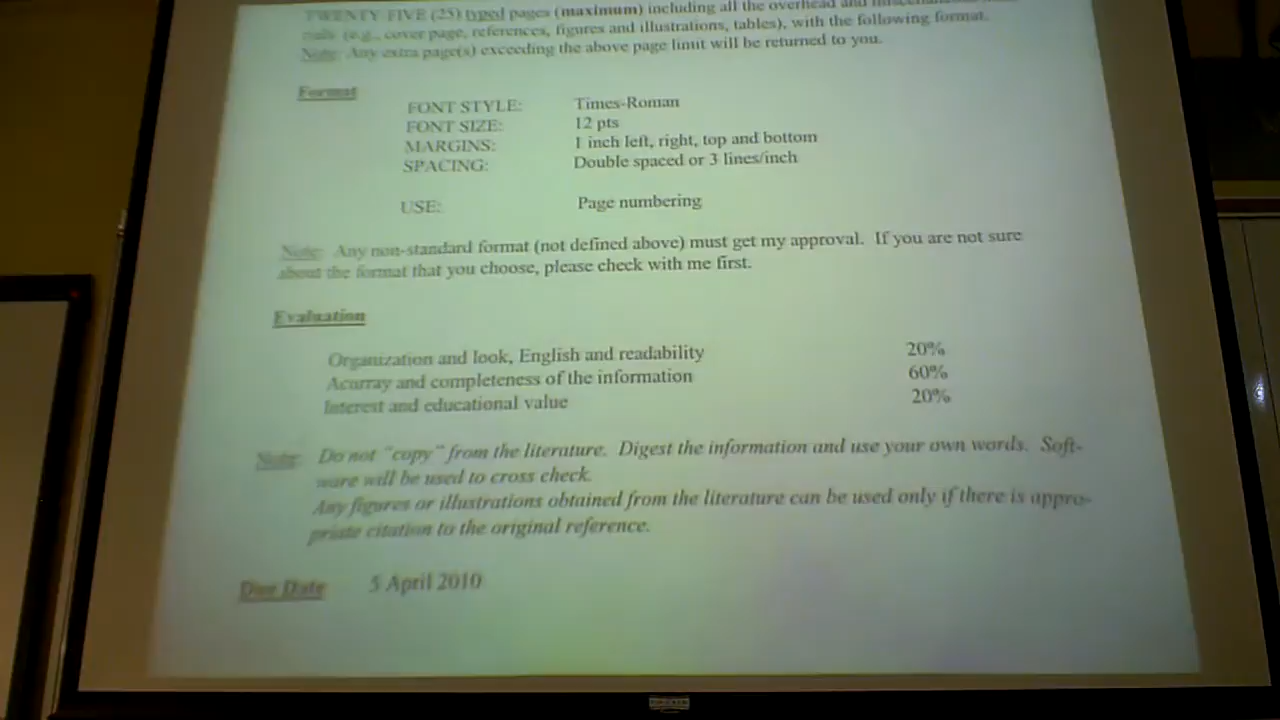 TWENTY FIVE (25) typed pages (maximum) including all the overhead and
(e.g., cover page, references, figures and illustrations, tables), with the following format.
Note: Any extra page(s) exceeding the above page limit will be returned to you.
Format
FONT STYLE: Times-Roman
FONT SIZE: 12 pts
MARGINS: 1 inch left, right, top and bottom
SPACING: Double spaced or 3 lines/inch
USE: Page numbering
Note: Any non-standard format (not defined above) must get my approval. If you are not sure
about the format that you choose, please check with me first.
Evaluation
Organization and look, English and readability 20%
Acurray and completeness of the information 60%
Interest and educational value 20%
Note: Do not "copy" from the literature. Digest the information and use your own words. Soft-
ware will be used to cross check.
Any figures or illustrations obtained from the literature can be used only if there is appro-
priate citation to the original reference.
Due Date 5 April 2010